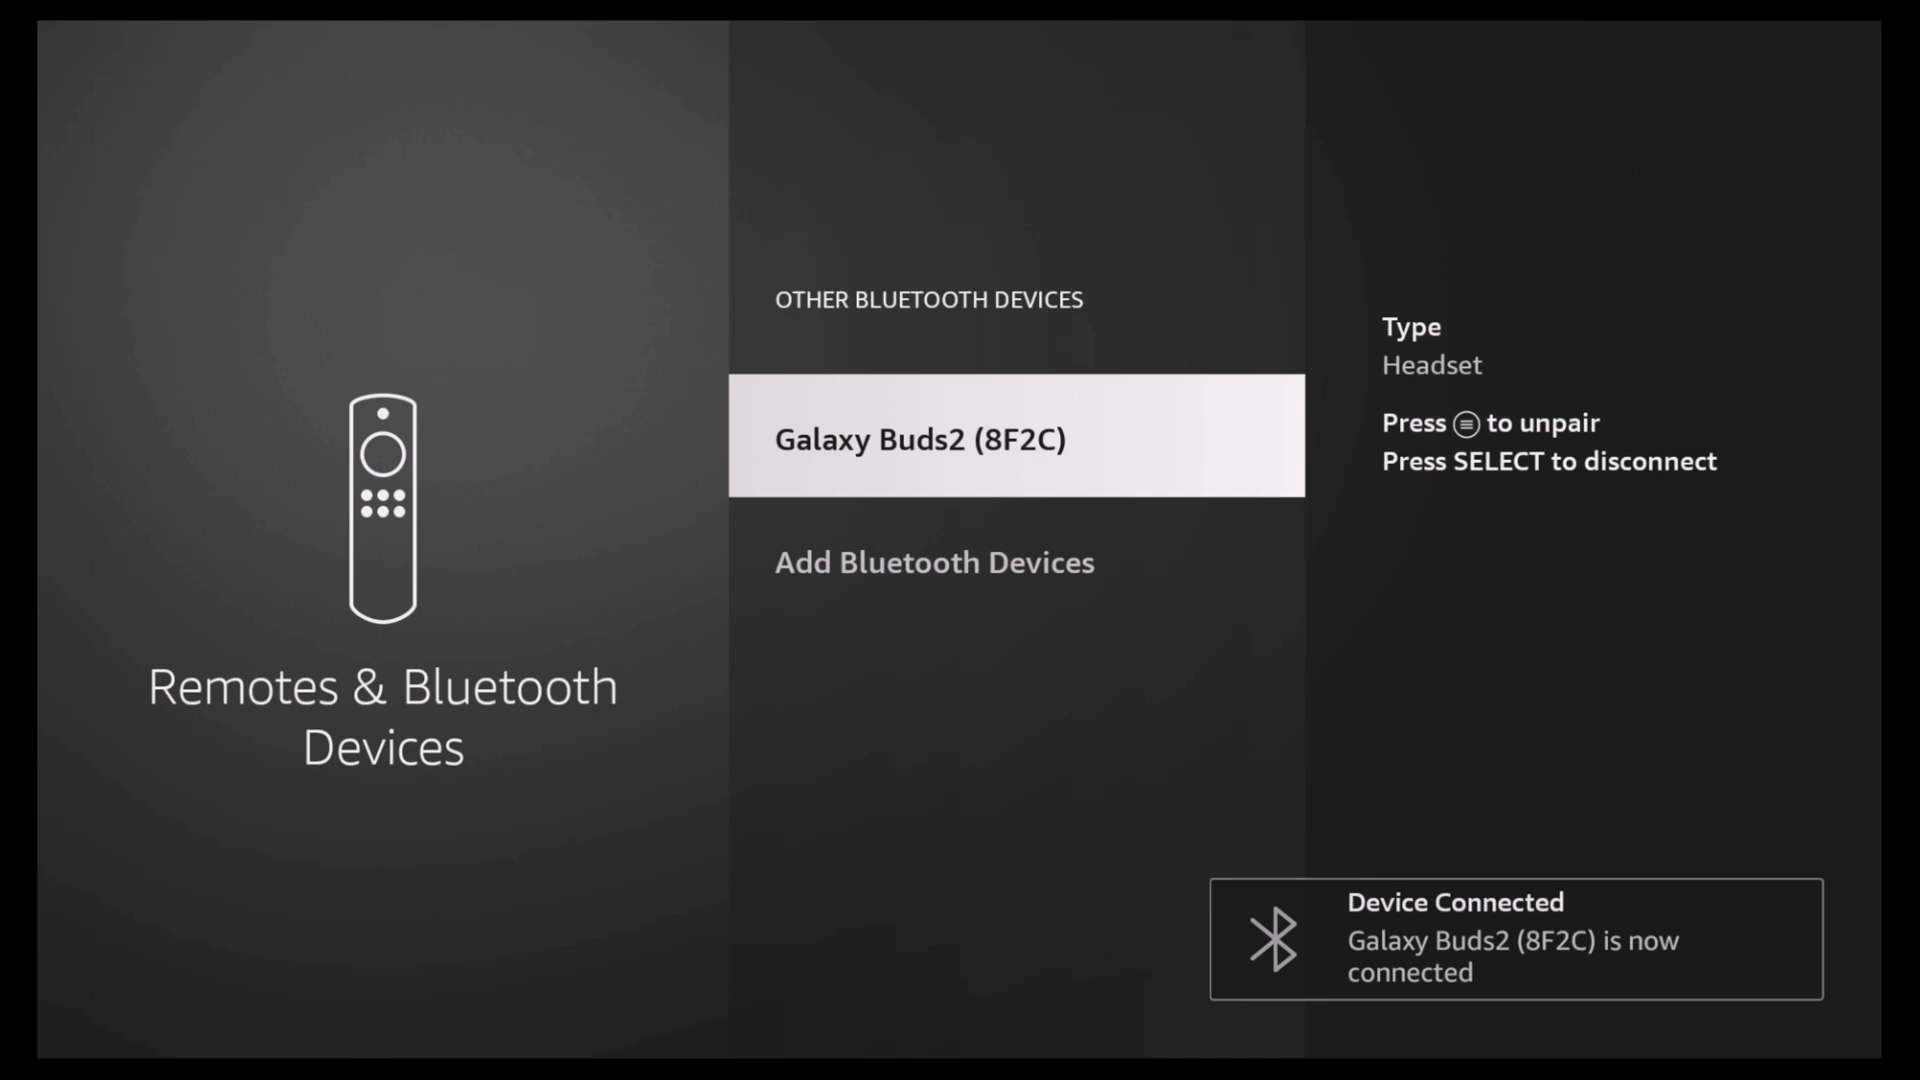 Remotes & Bluetooth
Devices
OTHER BLUETOOTH DEVICES
Galaxy Buds2 (8F2C)
Add Bluetooth Devices
Type
Headset
Press to unpair
Press SELECT to disconnect
Device Connected
Galaxy Buds2 (8F2C) is now
connected